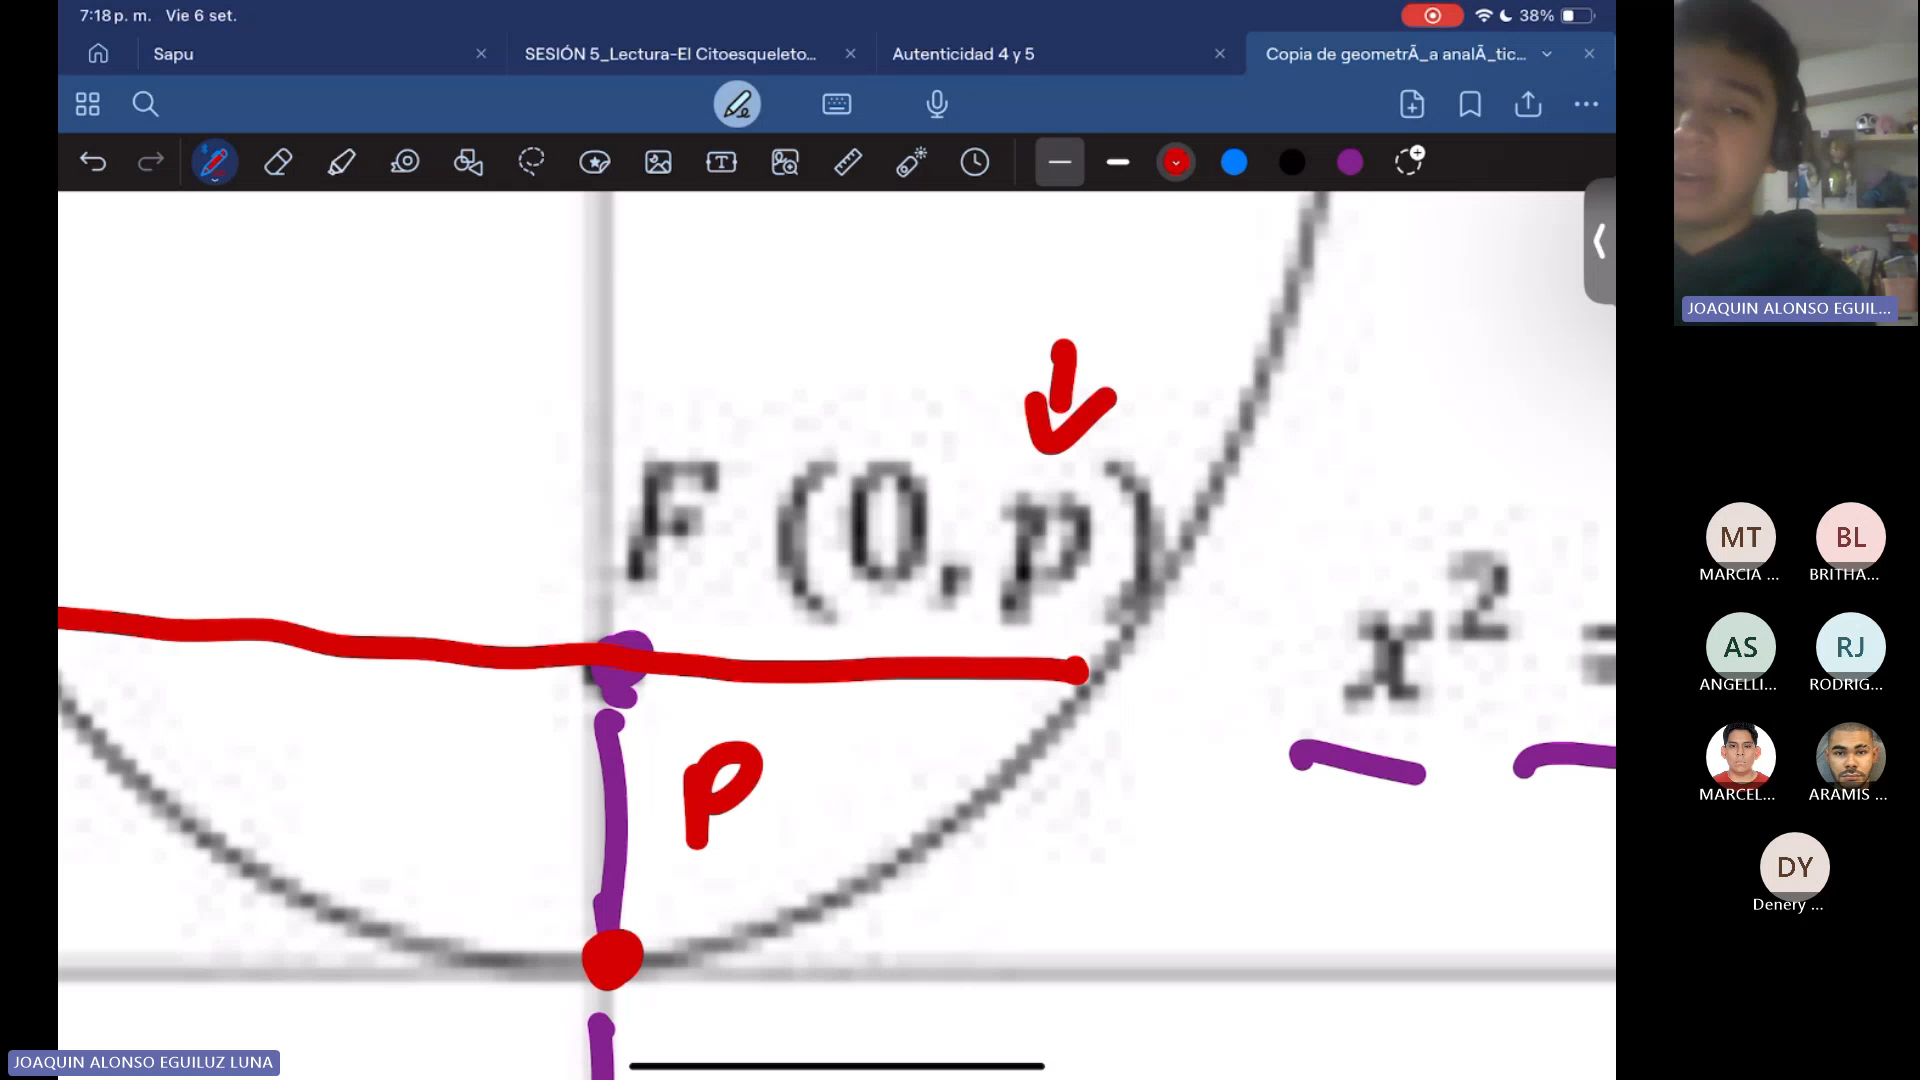 7:18 p. m. Vie 6 set.
38%
Sapu
SESIÓN 5_Lectura-El Citoesqueleto...
Autenticidad 4 y 5
Copia de geometrÃ_a analÃ_tic...
F (0, p)
x² =
P
JOAQUIN ALONSO EGUIL...
MT
MARCIA ...
BL
BRITHA...
AS
ANGELLI...
RJ
RODRIG...
MARCEL...
ARAMIS ...
DY
Denery ...
JOAQUIN ALONSO EGUILUZ LUNA